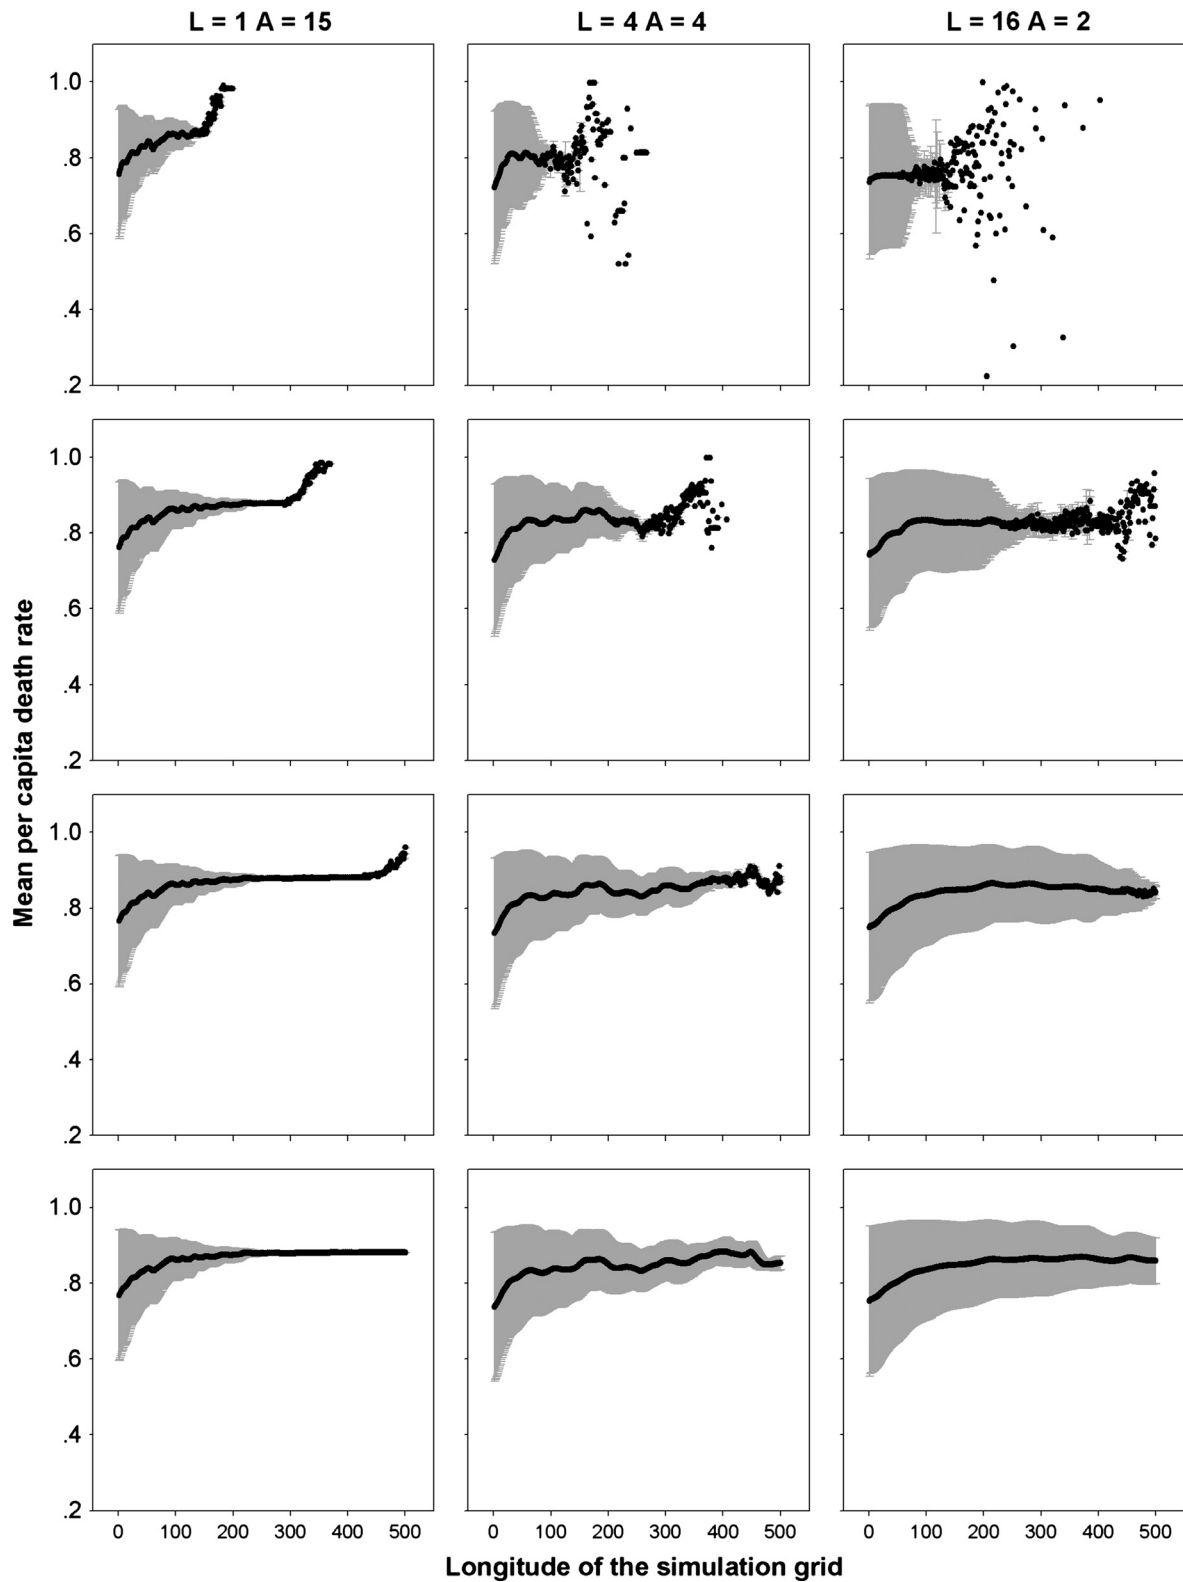 L = 1 A = 15
L = 4 A = 4
L = 16 A = 2
1.0
.8
.6
.4
.2
1.0
.8
.6
.4
.2
1.0
.8
.6
.4
.2
1.0
.8
.6
.4
.2
Mean per capita death rate
0 100 200 300 400 500
0 100 200 300 400 500
0 100 200 300 400 500
Longitude of the simulation grid